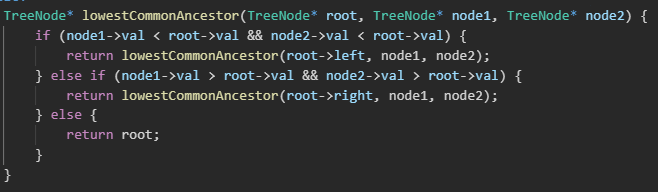 TreeNode* lowestCommonAncestor(TreeNode* root, TreeNode* node1, TreeNode* node2) {
    if (node1->val < root->val && node2->val < root->val) {
        return lowestCommonAncestor(root->left, node1, node2);
    } else if (node1->val > root->val && node2->val > root->val) {
        return lowestCommonAncestor(root->right, node1, node2);
    } else {
        return root;
    }
}